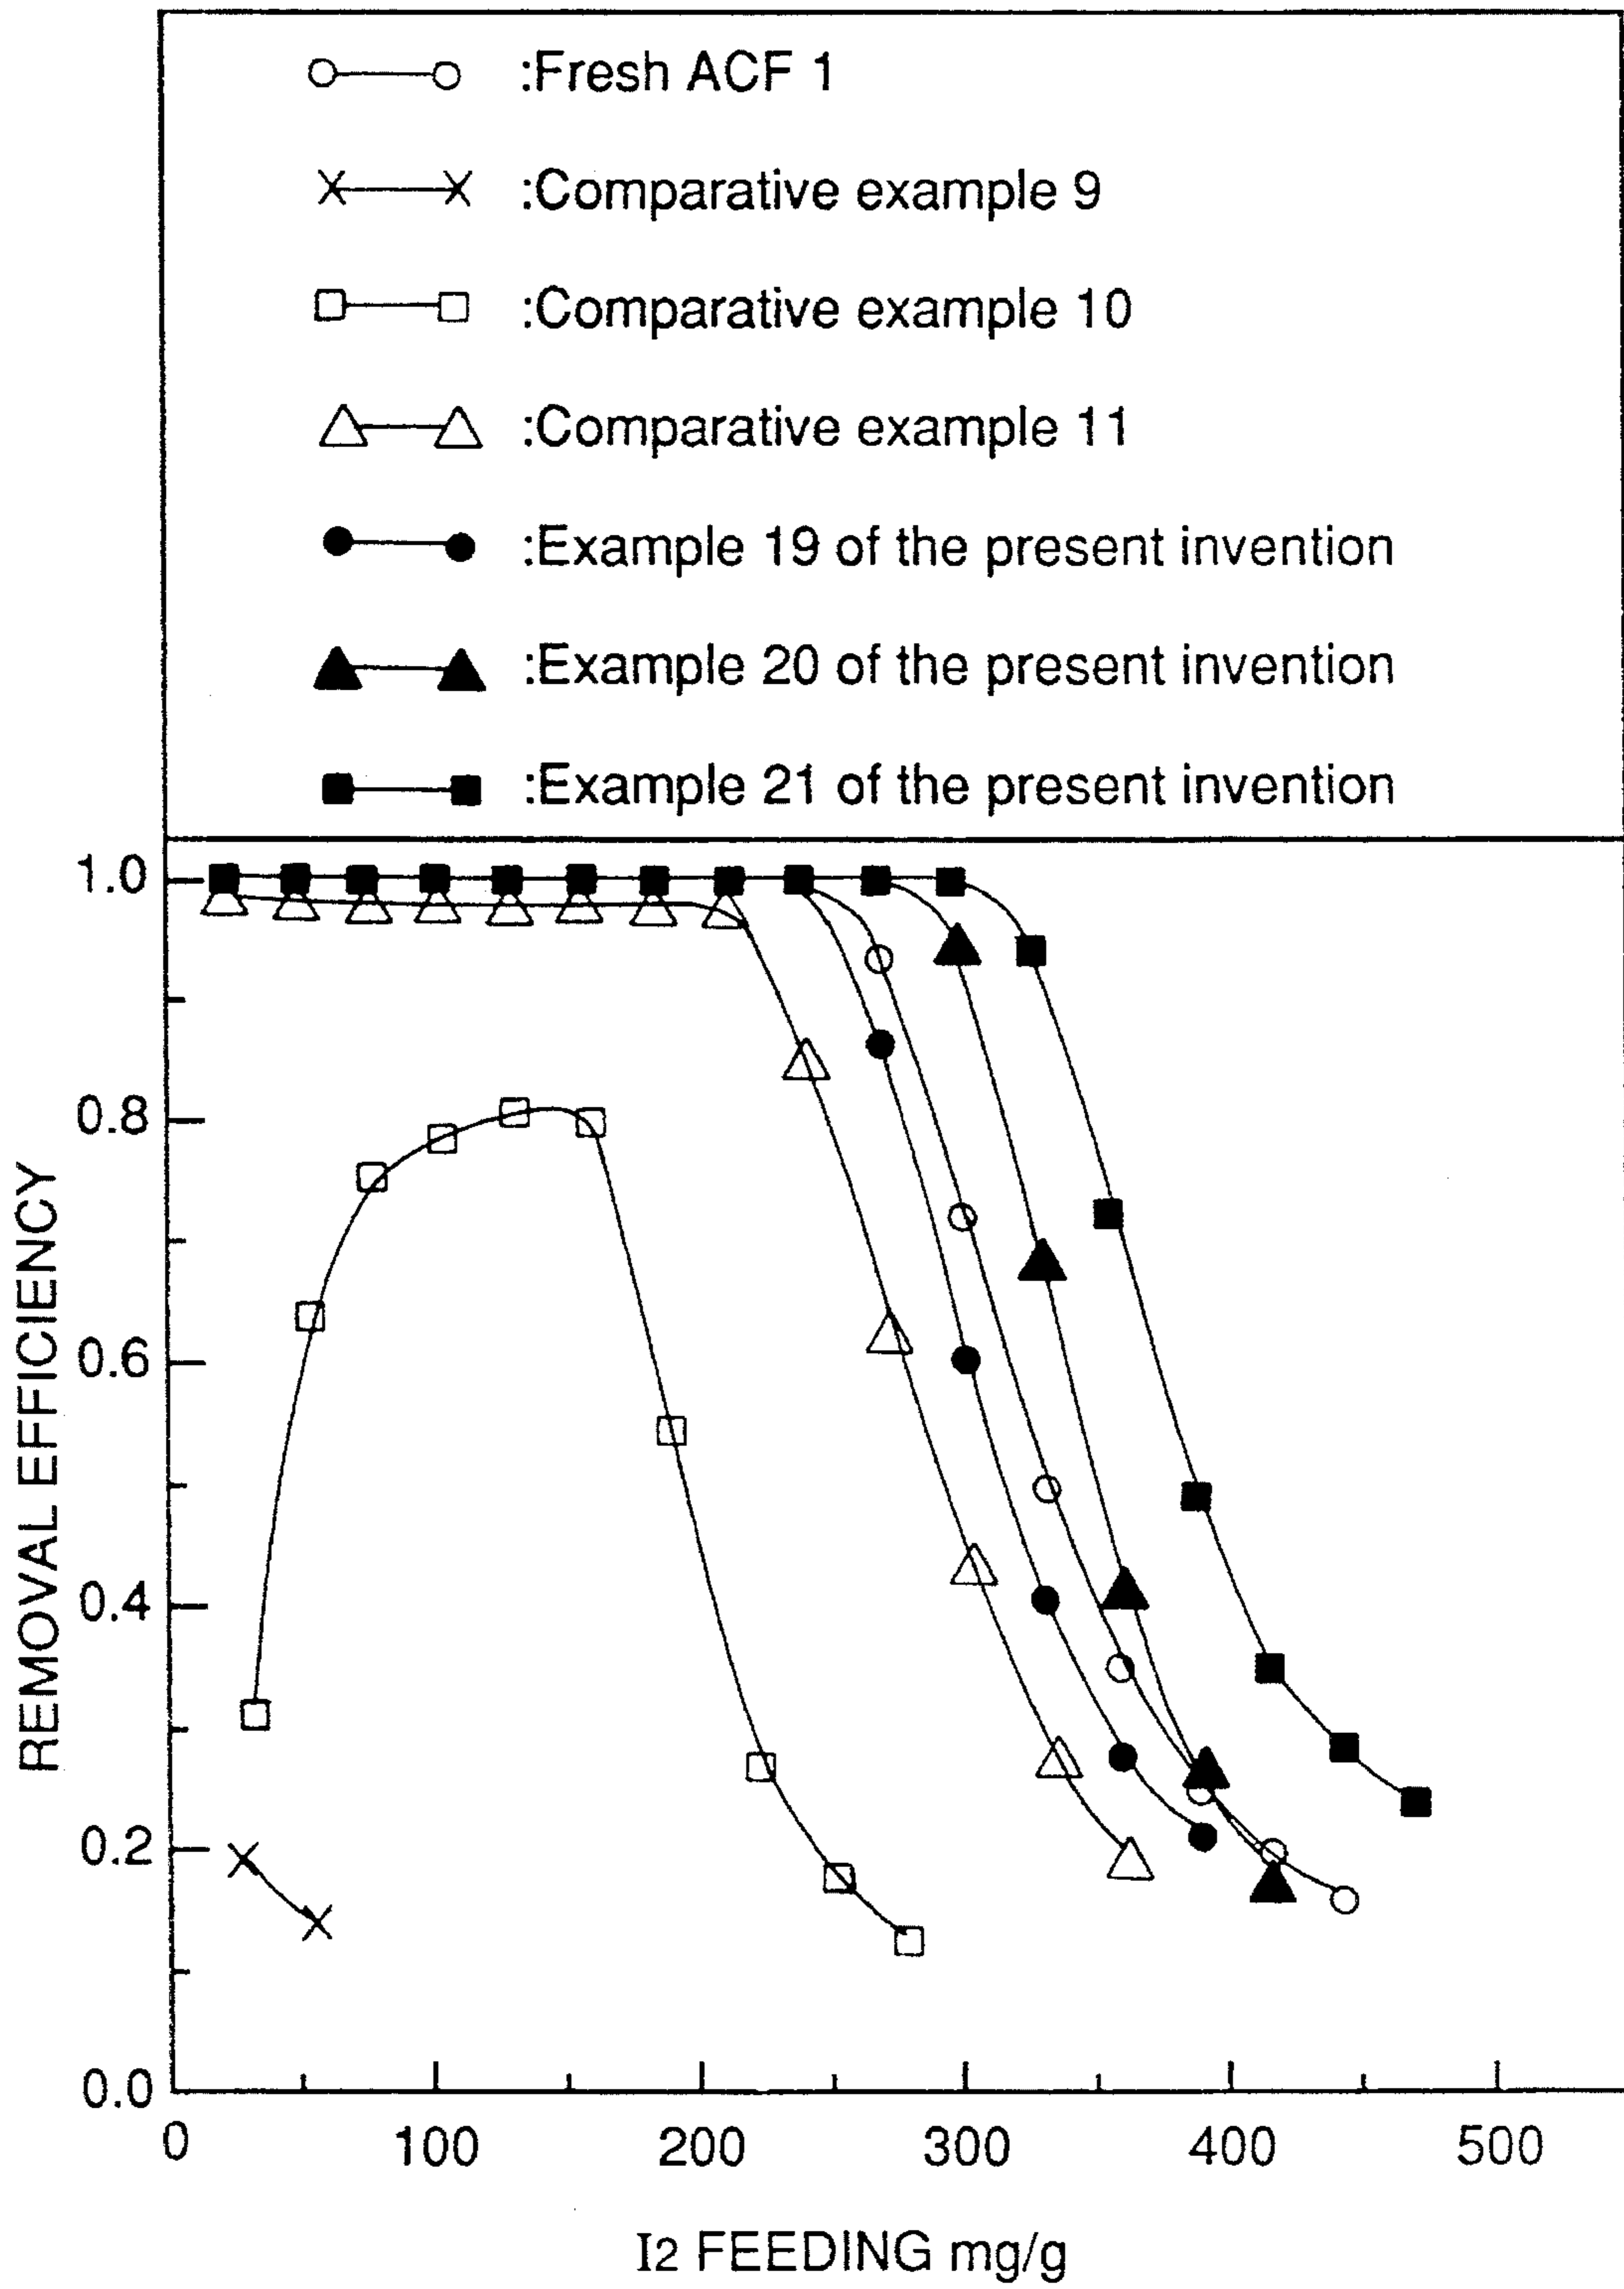 :Fresh ACF 1
:Comparative example 9
:Comparative example 10
:Comparative example 11
:Example 19 of the present invention
:Example 20 of the present invention
:Example 21 of the present invention
REMOVAL EFFICIENCY
1.0
0.8
0.6
0.4
0.2
0.0
0 100 200 300 400 500
I2 FEEDING mg/g